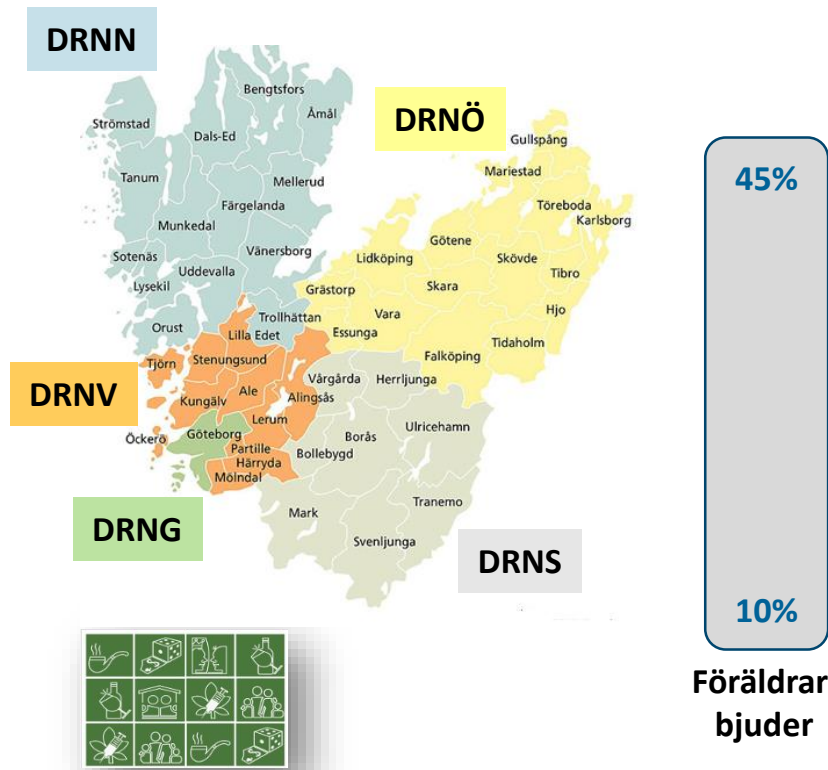 DRNN
Bengtsfors
Åmål
Strömstad
Dals-Ed
DRNÖ
Gullspång
Mariestad
45%
Tanum
Mellerud
Färgelanda
Töreboda
Karlsborg
Munkedal
Götene
Sotenäs
Vänersborg
Lidköping
Skövde
Uddevalla
Tibro
Lysekil
Grästorp
Skara
Hjo
Orust
Trollhättan
Vara
Lilla Edet
Essunga
Tidaholm
Tjörn
Stenungsund
Falköping
DRNV
Vårgårda
Herrljunga
Kungälv
Ale
Alingsås
Lerum
Ulricehamn
Öckerö
Göteborg
Borås
Partille
Bollebygd
Härryda
Mölndal
Tranemo
Mark
DRNG
Svenljunga
DRNS
10%
Föräldrar
bjuder